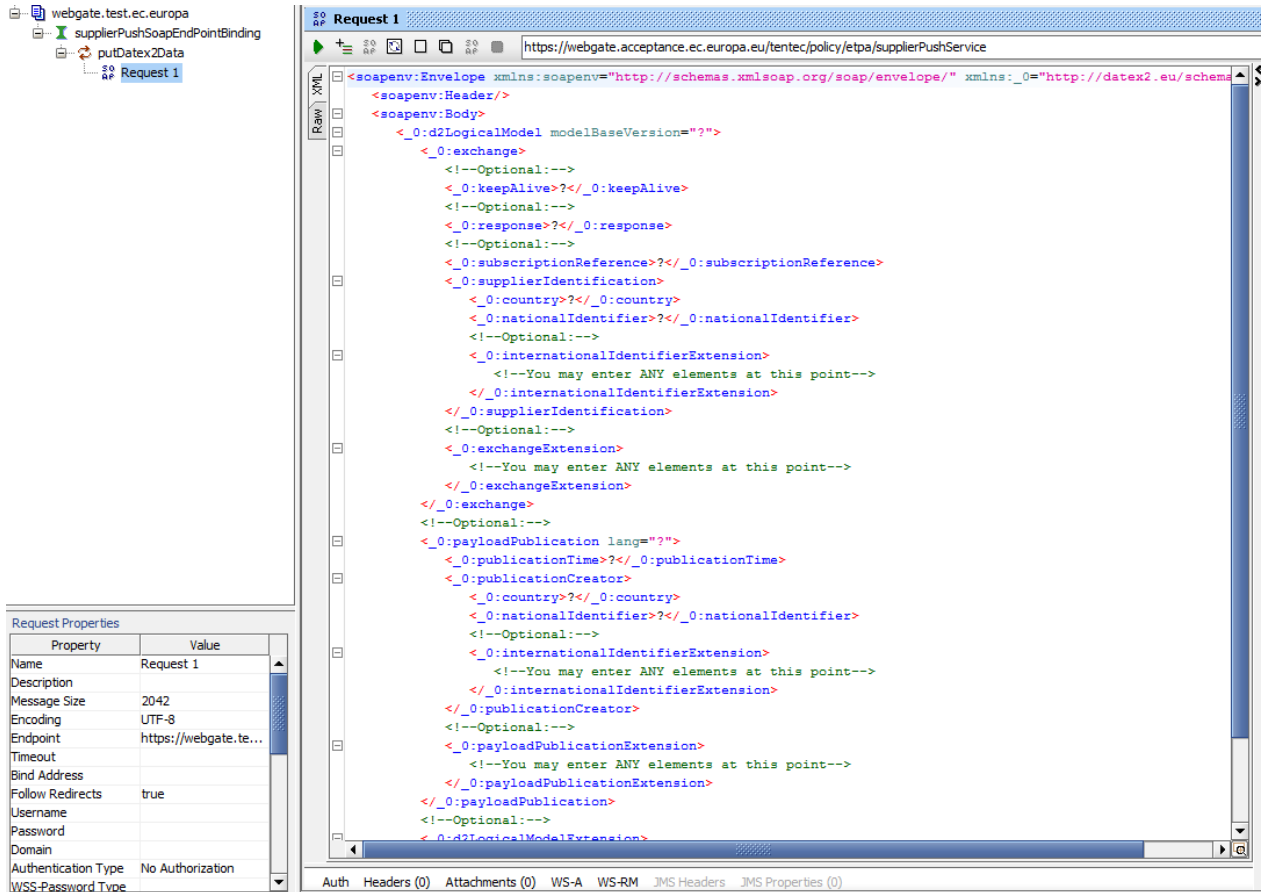 webgate.test.ec.europa
supplierPushSoapEndPointBinding
putDatex2Data
SO AP Request 1
Request Properties
Property Value
Name Request 1
Description
Message Size 2042
Encoding UTF-8
Endpoint https://webgate.te...
Timeout
Bind Address
Follow Redirects true
Username
Password
Domain
Authentication Type No Authorization
WSS-Password Type
SO AP Request 1
https://webgate.acceptance.ec.europa.eu/tentec/policy/etpa/supplierPushService
XML
Raw
<soapenv:Envelope xmlns:soapenv="http://schemas.xmlsoap.org/soap/envelope/" xmlns:_0="http://datex2.eu/schema
<soapenv:Header/>
<soapenv:Body>
<_0:d2LogicalModel modelBaseVersion="?">
<_0:exchange>
<!--Optional:-->
<_0:keepAlive>?</_0:keepAlive>
<!--Optional:-->
<_0:response>?</_0:response>
<!--Optional:-->
<_0:subscriptionReference>?</_0:subscriptionReference>
<_0:supplierIdentification>
<_0:country>?</_0:country>
<_0:nationalIdentifier>?</_0:nationalIdentifier>
<!--Optional:-->
<_0:internationalIdentifierExtension>
<!--You may enter ANY elements at this point-->
</_0:internationalIdentifierExtension>
</_0:supplierIdentification>
<!--Optional:-->
<_0:exchangeExtension>
<!--You may enter ANY elements at this point-->
</_0:exchangeExtension>
</_0:exchange>
<!--Optional:-->
<_0:payloadPublication lang="?">
<_0:publicationTime>?</_0:publicationTime>
<_0:publicationCreator>
<_0:country>?</_0:country>
<_0:nationalIdentifier>?</_0:nationalIdentifier>
<!--Optional:-->
<_0:internationalIdentifierExtension>
<!--You may enter ANY elements at this point-->
</_0:internationalIdentifierExtension>
</_0:publicationCreator>
<!--Optional:-->
<_0:payloadPublicationExtension>
<!--You may enter ANY elements at this point-->
</_0:payloadPublicationExtension>
</_0:payloadPublication>
<!--Optional:-->
<_0:d2LogicalModelExtension>
Auth Headers (0) Attachments (0) WS-A WS-RM JMS Headers JMS Properties (0)